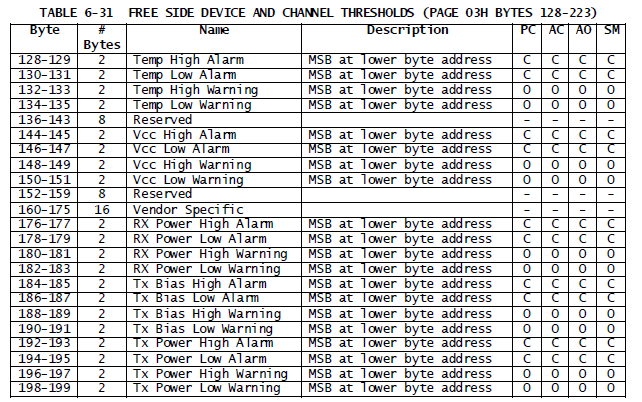 TABLE 6-31 FREE SIDE DEVICE AND CHANNEL THRESHOLDS (PAGE 03H BYTES 128-223)
Byte # Bytes Name Description PC AC AO SM
128-129 2 Temp High Alarm MSB at lower byte address C C C C
130-131 2 Temp Low Alarm MSB at lower byte address C C C C
132-133 2 Temp High Warning MSB at lower byte address O O O O
134-135 2 Temp Low Warning MSB at lower byte address O O O O
136-143 8 Reserved - - - -
144-145 2 Vcc High Alarm MSB at lower byte address C C C C
146-147 2 Vcc Low Alarm MSB at lower byte address C C C C
148-149 2 Vcc High Warning MSB at lower byte address O O O O
150-151 2 Vcc Low Warning MSB at lower byte address O O O O
152-159 8 Reserved - - - -
160-175 16 Vendor Specific - - - -
176-177 2 RX Power High Alarm MSB at lower byte address C C C C
178-179 2 RX Power Low Alarm MSB at lower byte address C C C C
180-181 2 RX Power High Warning MSB at lower byte address O O O O
182-183 2 RX Power Low Warning MSB at lower byte address O O O O
184-185 2 Tx Bias High Alarm MSB at lower byte address C C C C
186-187 2 Tx Bias Low Alarm MSB at lower byte address C C C C
188-189 2 Tx Bias High Warning MSB at lower byte address O O O O
190-191 2 Tx Bias Low Warning MSB at lower byte address O O O O
192-193 2 Tx Power High Alarm MSB at lower byte address C C C C
194-195 2 Tx Power Low Alarm MSB at lower byte address C C C C
196-197 2 Tx Power High Warning MSB at lower byte address O O O O
198-199 2 Tx Power Low Warning MSB at lower byte address O O O O